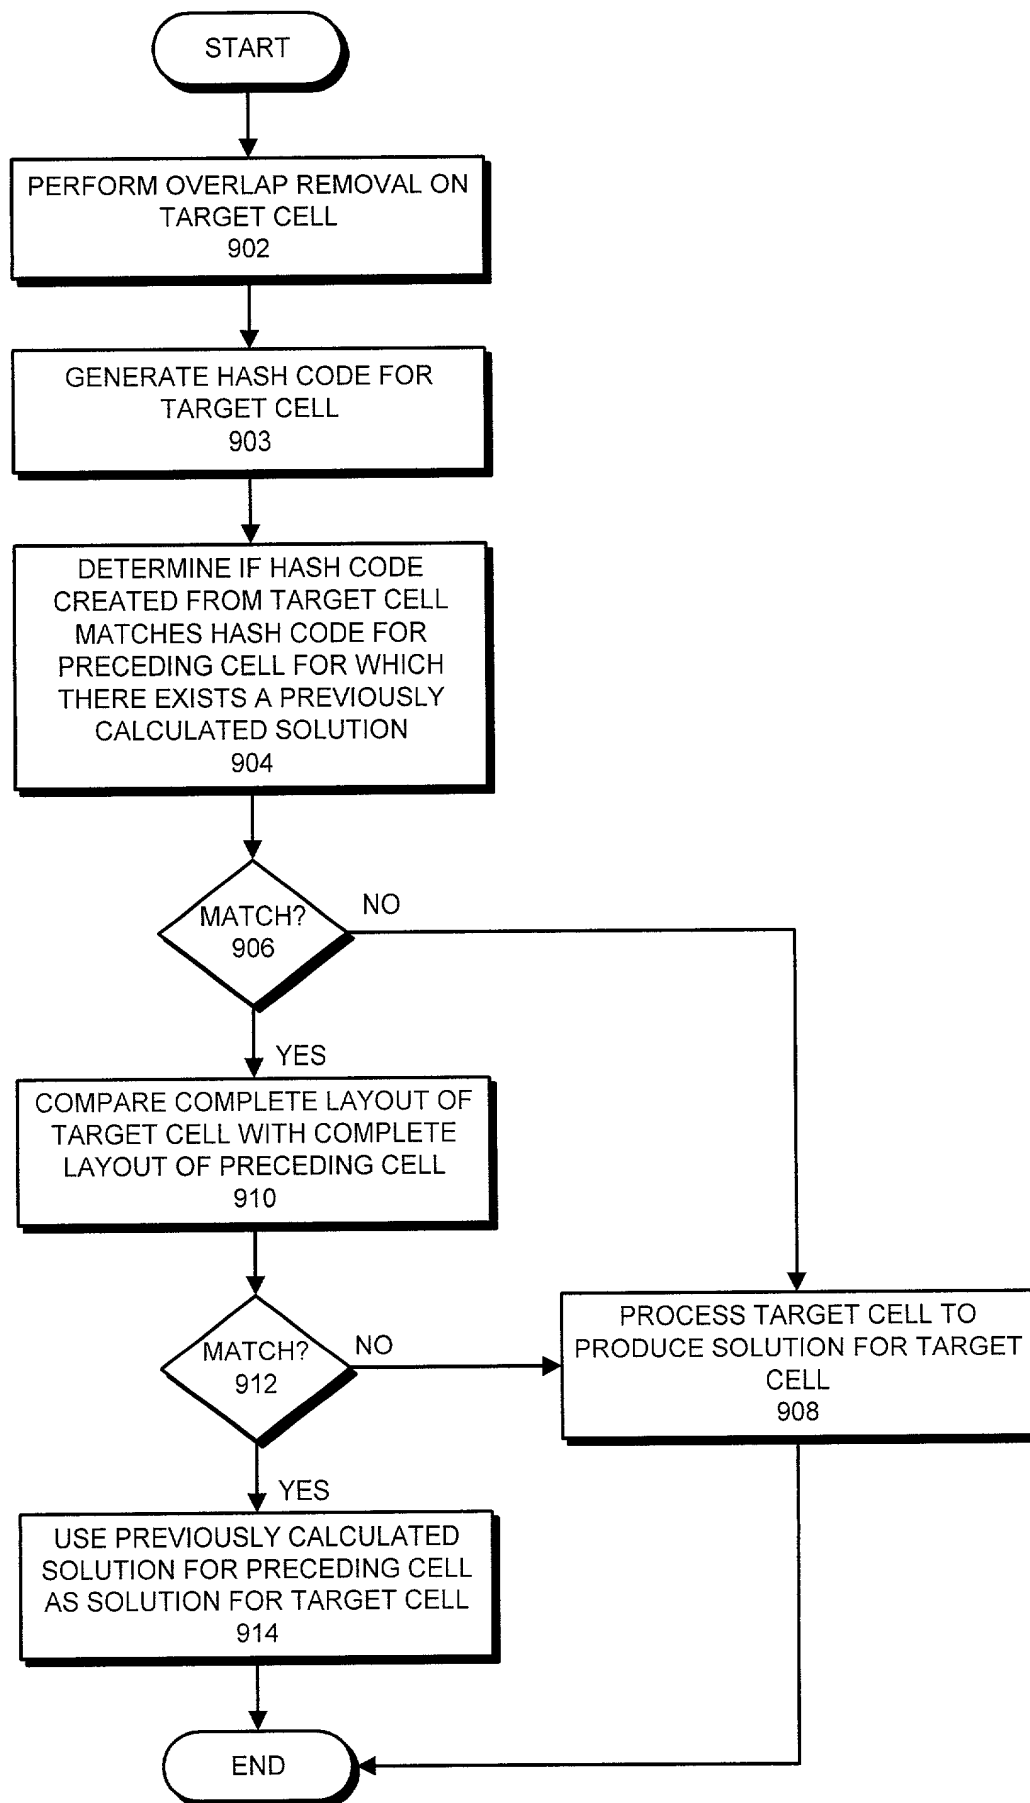 START
PERFORM OVERLAP REMOVAL ON
TARGET CELL
902
GENERATE HASH CODE FOR
TARGET CELL
903
DETERMINE IF HASH CODE
CREATED FROM TARGET CELL
MATCHES HASH CODE FOR
PRECEDING CELL FOR WHICH
THERE EXISTS A PREVIOUSLY
CALCULATED SOLUTION
904
MATCH?
906
NO
YES
COMPARE COMPLETE LAYOUT OF
TARGET CELL WITH COMPLETE
LAYOUT OF PRECEDING CELL
910
MATCH?
912
NO
PROCESS TARGET CELL TO
PRODUCE SOLUTION FOR TARGET
CELL
908
YES
USE PREVIOUSLY CALCULATED
SOLUTION FOR PRECEDING CELL
AS SOLUTION FOR TARGET CELL
914
END